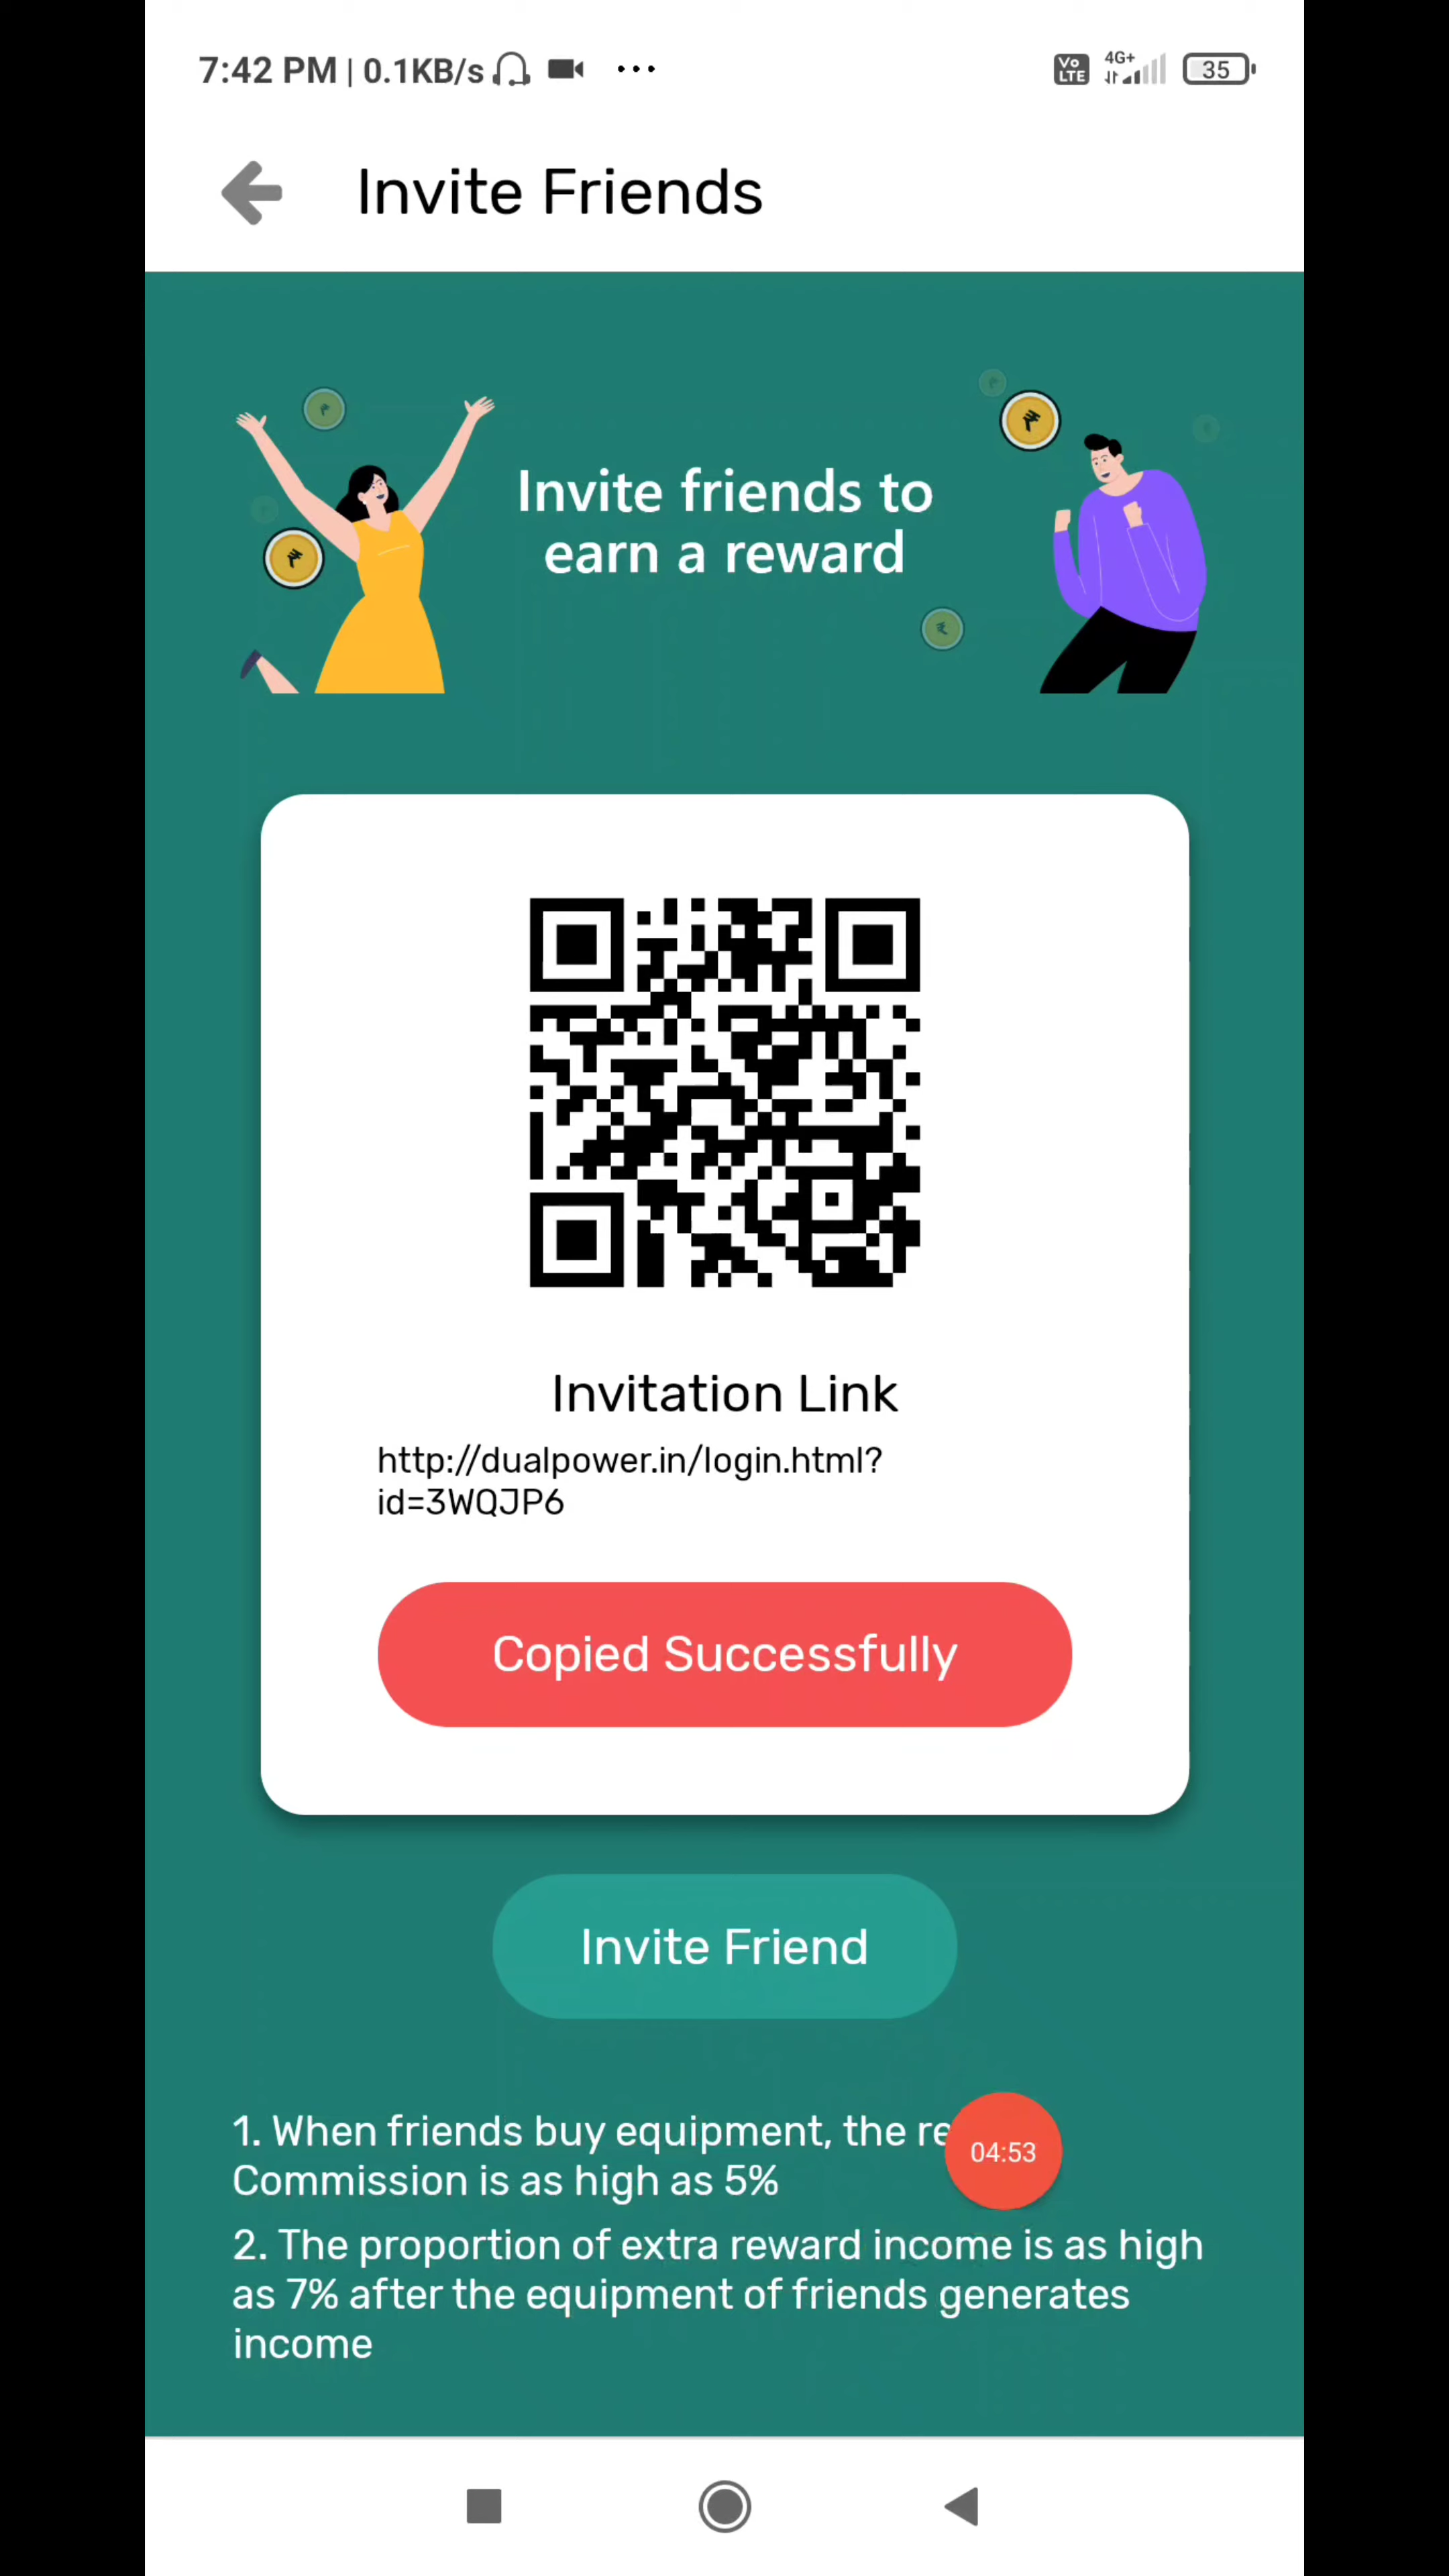 7:42 PM | 0.1KB/s
Vo LTE 4G+ 35
Invite Friends
Invite friends to
earn a reward
Invitation Link
http://dualpower.in/login.html?
id=3WQJP6
Copied Successfully
Invite Friend
1. When friends buy equipment, the 04:53
Commission is as high as 5%
2. The proportion of extra reward income is as high
as 7% after the equipment of friends generates
income